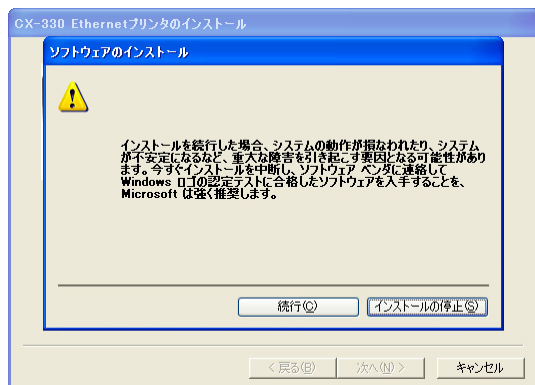 CX-330 Ethernetプリンタのインストール
ソフトウェアのインストール
インストールを続行した場合、システムの動作が損なわれたり、システム
が不安定になるなど、重大な障害を引き起こす要因となる可能性があり
ます。今すぐインストールを中断し、ソフトウェア ベンダに連絡して
Windows ロゴの認定テストに合格したソフトウェアを入手することを、
Microsoft は強く推奨します。
続行(C) インストールの停止(S)
< 戻る(B) 次へ(N) > キャンセル